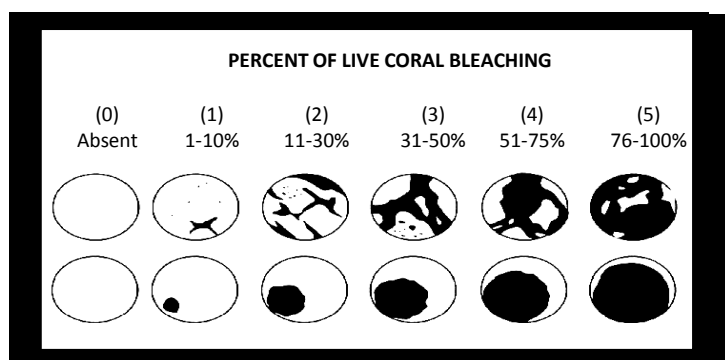 PERCENT OF LIVE CORAL BLEACHING
(0) (1) (2) (3) (4) (5)
Absent 1-10% 11-30% 31-50% 51-75% 76-100%